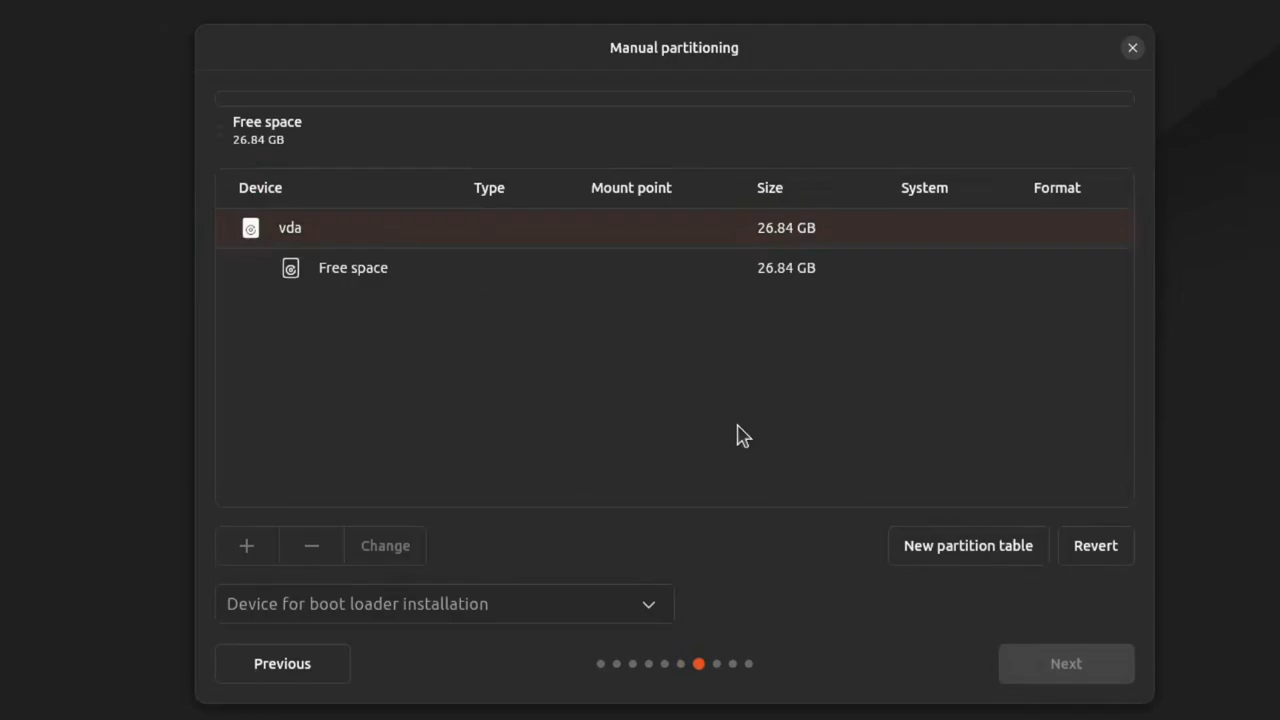 Manual partitioning
Free space
26.84 GB
Device Type Mount point Size System Format
vda 26.84 GB
Free space 26.84 GB
+ − Change New partition table Revert
Device for boot loader installation
Previous Next